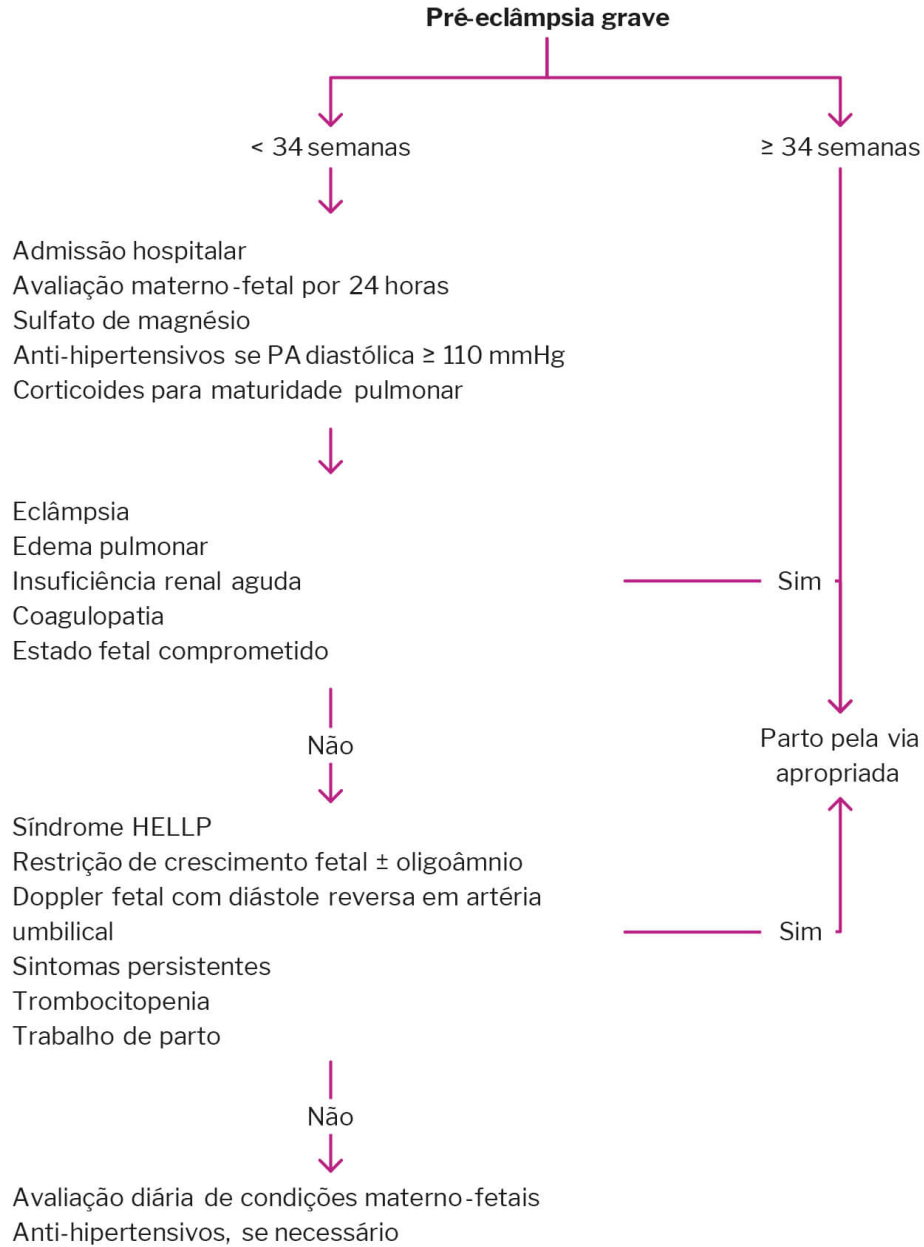 Pré-eclâmpsia grave
< 34 semanas
≥ 34 semanas
Admissão hospitalar
Avaliação materno-fetal por 24 horas
Sulfato de magnésio
Anti-hipertensivos se PA diastólica ≥ 110 mmHg
Corticoides para maturidade pulmonar
Eclâmpsia
Edema pulmonar
Insuficiência renal aguda
Coagulopatia
Estado fetal comprometido
Sim
Não
Parto pela via
apropriada
Síndrome HELLP
Restrição de crescimento fetal ± oligoâmnio
Doppler fetal com diástole reversa em artéria
umbilical
Sintomas persistentes
Trombocitopenia
Trabalho de parto
Sim
Não
Avaliação diária de condições materno-fetais
Anti-hipertensivos, se necessário